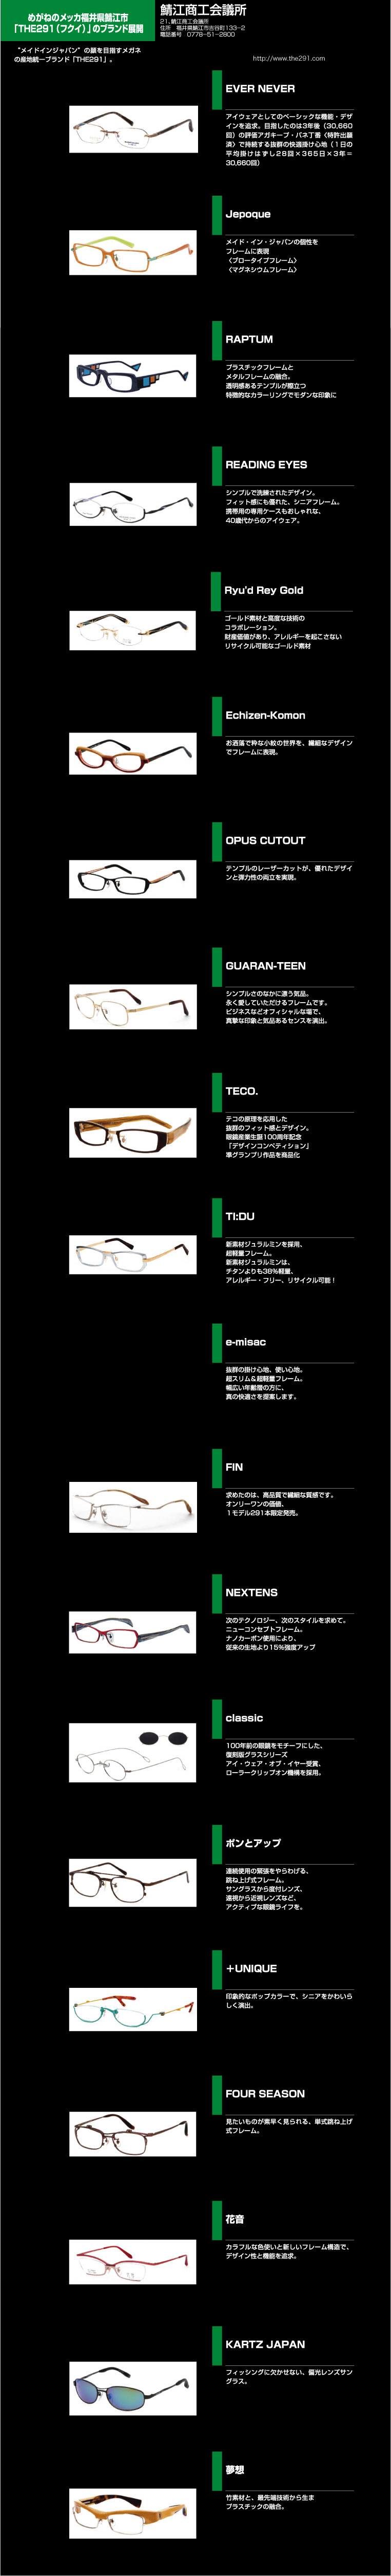 めがねのメッカ福井県鯖江市
「THE291(フクイ)」のブランド展開
鯖江商工会議所
21,鯖江商工会議所
住所　福井県鯖江市吉谷町133−2
電話番号　0778−51−2800
“メイドインジャパン”の顔を目指すメガネ
の産地統一ブランド「THE291」。
http://www.the291.com
EVER NEVER
アイウェアとしてのベーシックな機能・デザ
インを追求。目指したのは3年後（30,660
回）の評価アガキープ・バネ丁番〈特許出願
済〉で持続する抜群の快適掛け心地（１日の
平均掛けはずし28回×365日×3年＝
30,660回）
Jepoque
メイド・イン・ジャパンの個性を
フレームに表現
〈ブロータイプフレーム〉
〈マグネシウムフレーム〉
RAPTUM
プラスチックフレームと
メタルフレームの融合。
透明感あるテンプルが際立つ
特徴的なカラーリングでモダンな印象に
READING EYES
シンプルで洗練されたデザイン。
フィット感にも優れた、シニアフレーム。
携帯用の専用ケースもおしゃれな、
40歳代からのアイウェア。
Ryu'd Rey Gold
ゴールド素材と高度な技術の
コラボレーション。
財産価値があり、アレルギーを起こさない
リサイクル可能なゴールド素材
Echizen-Komon
お洒落で粋な小紋の世界を、繊細なデザイン
でフレームに表現。
OPUS CUTOUT
テンプルのレーザーカットが、優れたデザイ
ンと弾力性の両立を実現。
GUARAN-TEEN
シンプルさのなかに漂う気品。
永く愛していただけるフレームです。
ビジネスなどオフィシャルな場で、
真摯な印象と気品あるセンスを演出。
TECO.
テコの原理を応用した
抜群のフィット感とデザイン。
眼鏡産業生誕100周年記念
「デザインコンペティション」
準グランプリ作品を商品化
TI:DU
新素材ジュラルミンを採用、
超軽量フレーム。
新素材ジュラルミンは、
チタンよりも38%軽量、
アレルギー・フリー、リサイクル可能！
e-misac
抜群の掛け心地、使い心地。
超スリム＆超軽量フレーム。
幅広い年齢層の方に、
真の快適さを提案します。
FIN
求めたのは、高品質で繊細な質感です。
オンリーワンの価値、
１モデル291本限定発売。
NEXTENS
次のテクノロジー、次のスタイルを求めて。
ニューコンセプトフレーム。
ナノカーボン使用により、
従来の生地より15%強度アップ
classic
100年前の眼鏡をモチーフにした、
復刻版グラスシリーズ
アイ・ウェア・オブ・イヤー受賞、
ローラークリップオン機構を採用。
ポンとアップ
連続使用の緊張をやらわげる、
跳ね上げ式フレーム。
サングラスから度付レンズ、
遠視から近視レンズなど、
アクティブな眼鏡ライフを。
＋UNIQUE
印象的なポップカラーで、シニアをかわいら
しく演出。
FOUR SEASON
見たいものが素早く見られる、単式跳ね上げ
式フレーム。
花音
カラフルな色使いと新しいフレーム構造で、
デザイン性と機能を追求。
KARTZ JAPAN
フィッシングに欠かせない、偏光レンズサン
グラス。
夢想
竹素材と、最先端技術から生ま
プラスチックの融合。